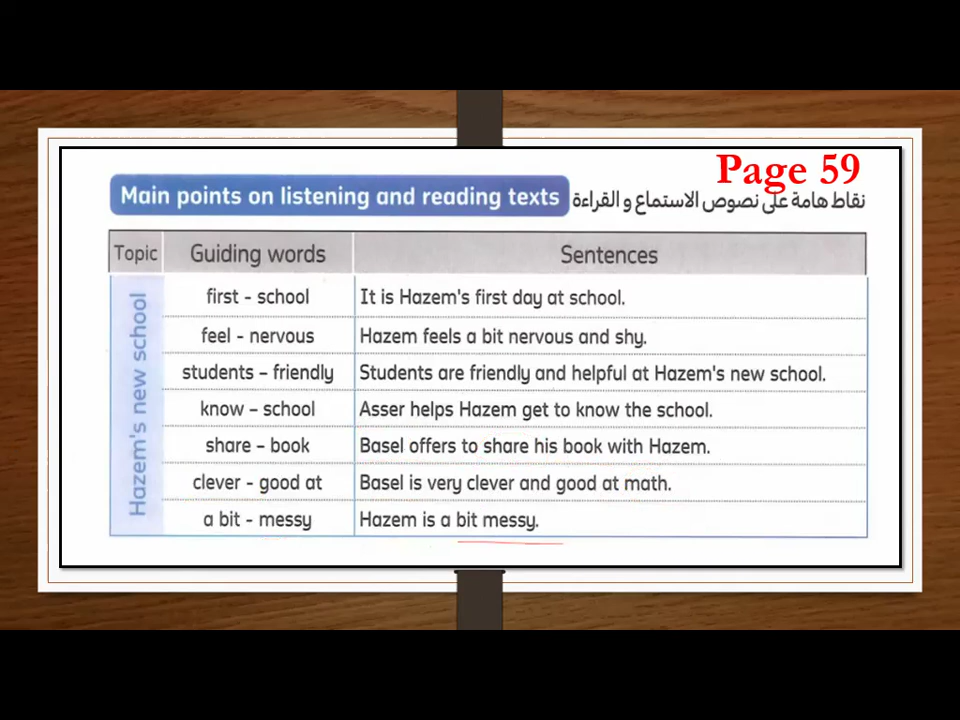 Page 59
Main points on listening and reading texts نقاط هامة على نصوص الاستماع و القراءة
Topic Guiding words Sentences
Hazem's new school
first - school It is Hazem's first day at school.
feel - nervous Hazem feels a bit nervous and shy.
students – friendly Students are friendly and helpful at Hazem's new school.
know – school Asser helps Hazem get to know the school.
share – book Basel offers to share his book with Hazem.
clever - good at Basel is very clever and good at math.
a bit - messy Hazem is a bit messy.